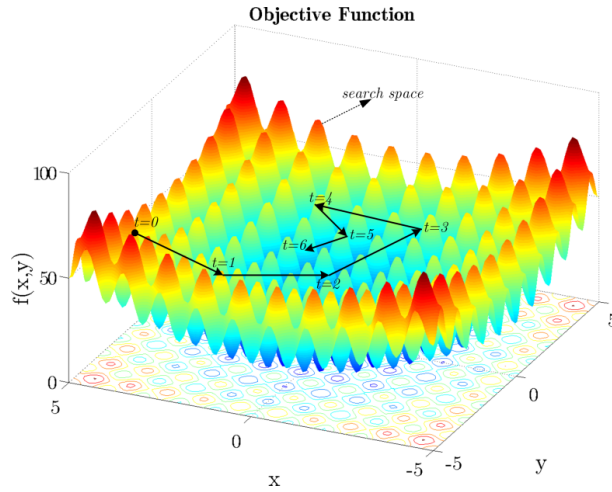 Objective Function
search space
100
50
0
f(x,y)
t=0
t=1
t=2
t=3
t=4
t=5
t=6
5
0
-5
x
-5
0
y